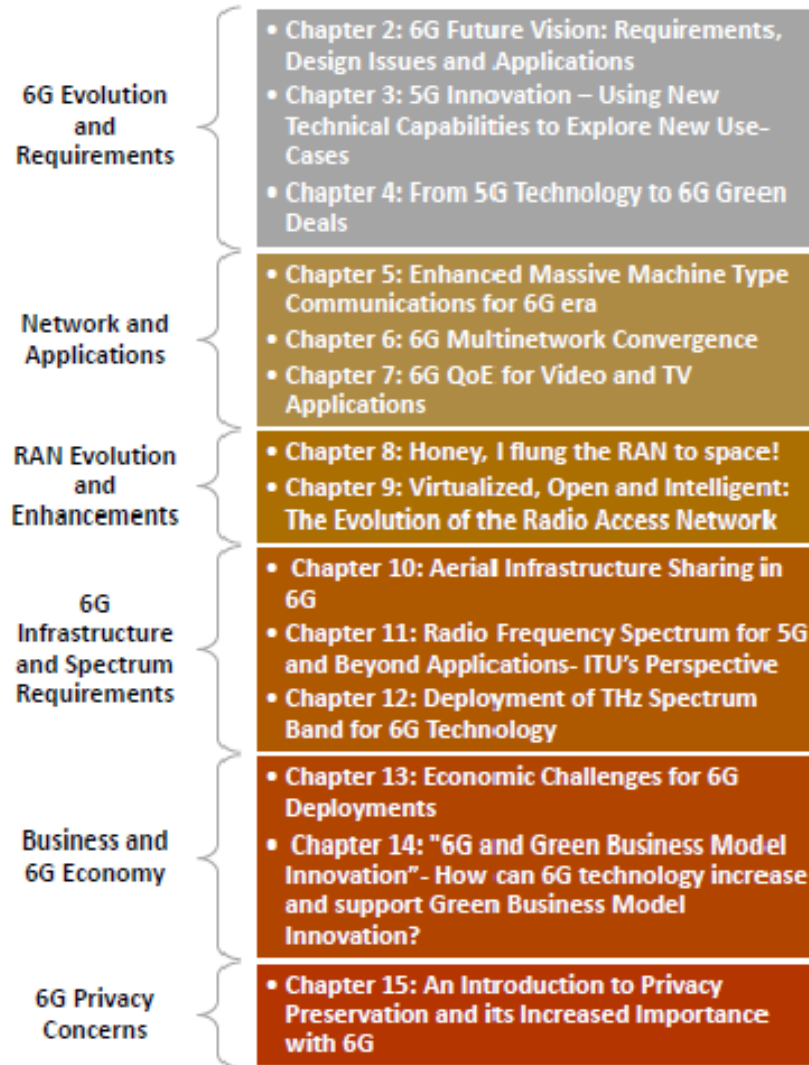 6G Evolution
and
Requirements
• Chapter 2: 6G Future Vision: Requirements,
Design Issues and Applications
• Chapter 3: 5G Innovation – Using New
Technical Capabilities to Explore New Use-
Cases
• Chapter 4: From 5G Technology to 6G Green
Deals
Network and
Applications
• Chapter 5: Enhanced Massive Machine Type
Communications for 6G era
• Chapter 6: 6G Multinetwork Convergence
• Chapter 7: 6G QoE for Video and TV
Applications
RAN Evolution
and
Enhancements
• Chapter 8: Honey, I flung the RAN to space!
• Chapter 9: Virtualized, Open and Intelligent:
The Evolution of the Radio Access Network
6G
Infrastructure
and Spectrum
Requirements
• Chapter 10: Aerial Infrastructure Sharing in
6G
• Chapter 11: Radio Frequency Spectrum for 5G
and Beyond Applications- ITU’s Perspective
• Chapter 12: Deployment of THz Spectrum
Band for 6G Technology
Business and
6G Economy
• Chapter 13: Economic Challenges for 6G
Deployments
• Chapter 14: "6G and Green Business Model
Innovation”- How can 6G technology increase
and support Green Business Model
Innovation?
6G Privacy
Concerns
• Chapter 15: An Introduction to Privacy
Preservation and its Increased Importance
with 6G